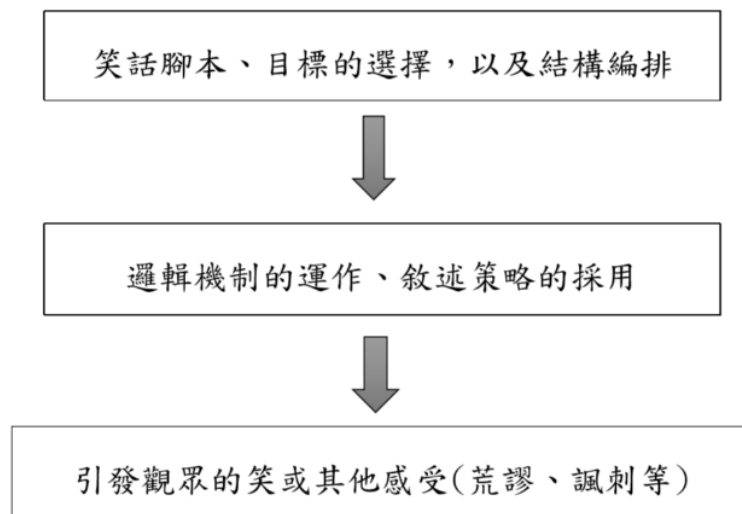 笑話腳本、目標的選擇，以及結構編排
邏輯機制的運作、敘述策略的採用
引發觀眾的笑或其他感受(荒謬、諷刺等)